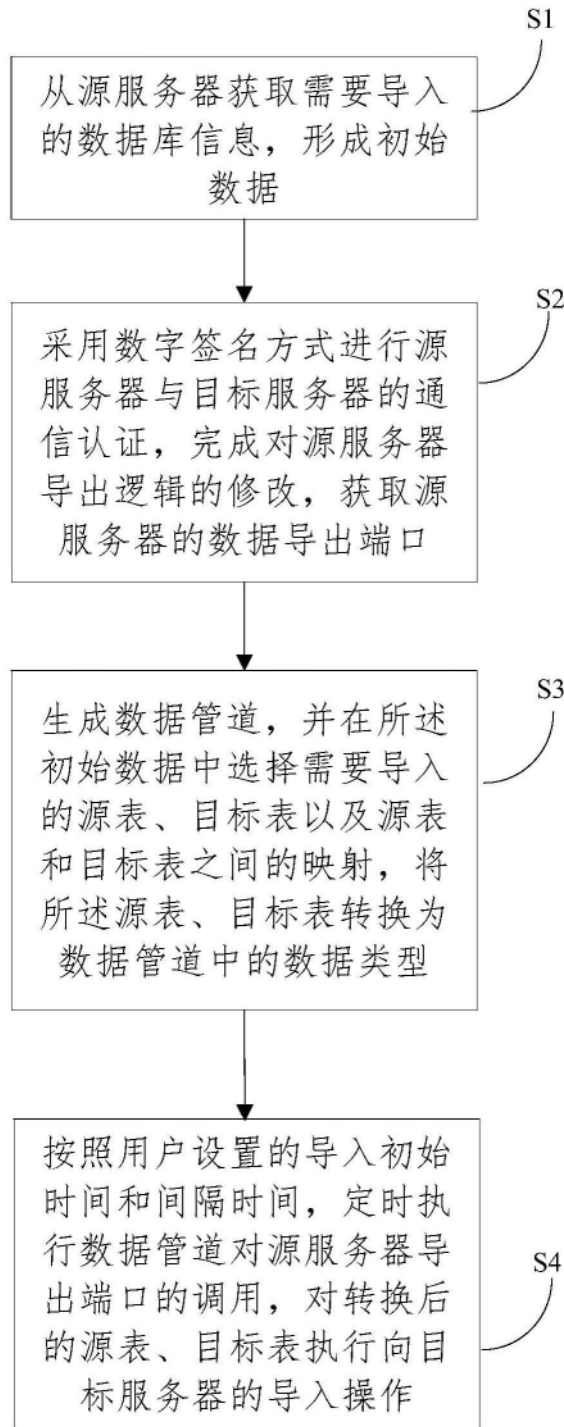 S1
从源服务器获取需要导入
的数据库信息，形成初始
数据
S2
采用数字签名方式进行源
服务器与目标服务器的通
信认证，完成对源服务器
导出逻辑的修改，获取源
服务器的数据导出端口
S3
生成数据管道，并在所述
初始数据中选择需要导入
的源表、目标表以及源表
和目标表之间的映射，将
所述源表、目标表转换为
数据管道中的数据类型
按照用户设置的导入初始
时间和间隔时间，定时执
行数据管道对源服务器导
出端口的调用，对转换后
的源表、目标表执行向目
标服务器的导入操作
S4